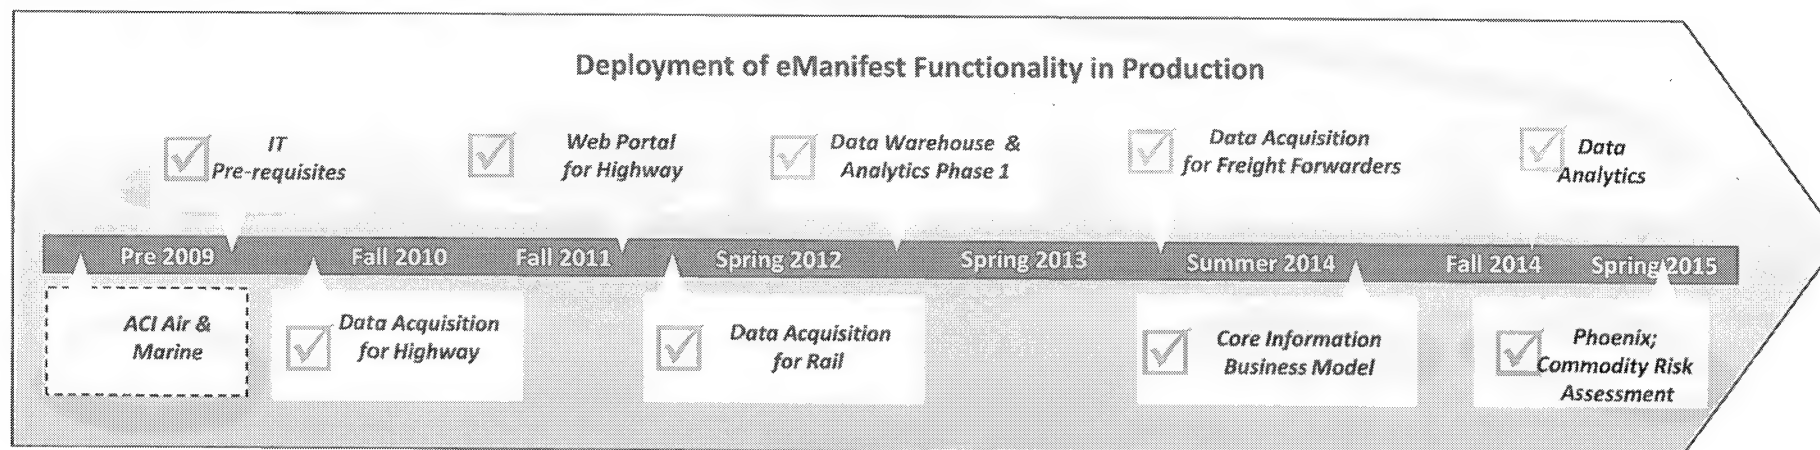 Deployment of eManifest Functionality in Production
IT
Pre-requisites
Web Portal
for Highway
Data Warehouse &
Analytics Phase 1
Data Acquisition
for Freight Forwarders
Data
Analytics
Pre 2009
Fall 2010
Fall 2011
Spring 2012
Spring 2013
Summer 2014
Fall 2014
Spring 2015
ACI Air &
Marine
Data Acquisition
for Highway
Data Acquisition
for Rail
Core Information
Business Model
Phoenix;
Commodity Risk
Assessment